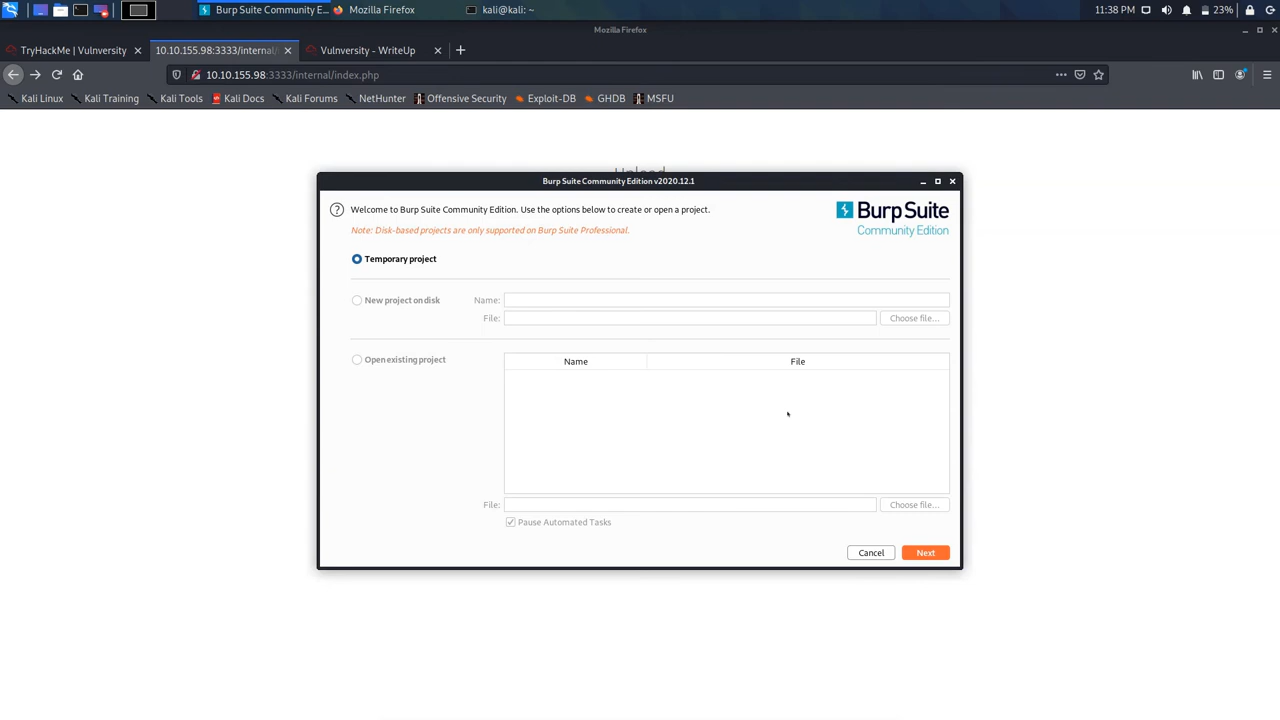 Burp Suite Community E...
Mozilla Firefox
kali@kali: ~
11:38 PM
23%
Mozilla Firefox
TryHackMe | Vulnversity
10.10.155.98:3333/internal/
Vulnversity - WriteUp
10.10.155.98:3333/internal/index.php
Kali Linux
Kali Training
Kali Tools
Kali Docs
Kali Forums
NetHunter
Offensive Security
Exploit-DB
GHDB
MSFU
Upload
Burp Suite Community Edition v2020.12.1
Welcome to Burp Suite Community Edition. Use the options below to create or open a project.
Note: Disk-based projects are only supported on Burp Suite Professional.
Burp Suite
Community Edition
Temporary project
New project on disk
Name:
File:
Choose file...
Open existing project
Name
File
File:
Choose file...
Pause Automated Tasks
Cancel
Next